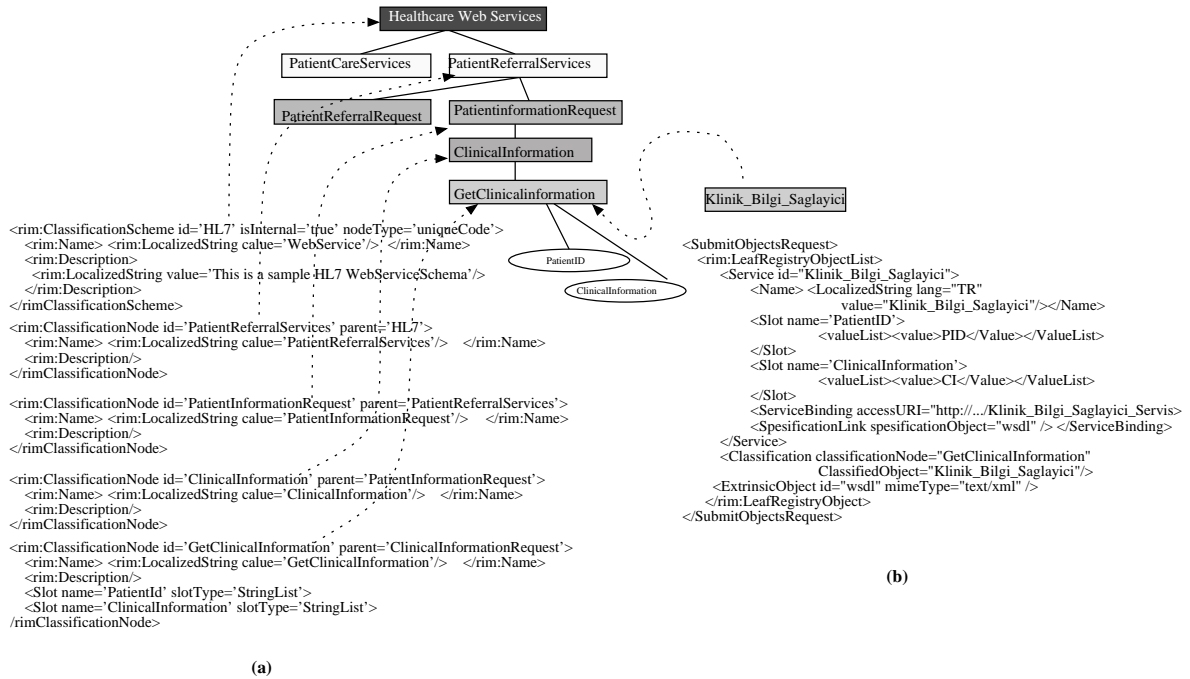 Healthcare Web Services
PatientCareServices
PatientReferralServices
PatientReferralRequest
PatientinformationRequest
ClinicalInformation
GetClinicalinformation
PatientID
ClinicalInformation
Klinik_Bilgi_Saglayici
<rim:ClassificationScheme id='HL7' isInternal='true' nodeType='uniqueCode'>
<rim:Name> <rim:LocalizedString calue='WebService'/> </rim:Name>
<rim:Description>
<rim:LocalizedString value='This is a sample HL7 WebServiceSchema'/>
</rim:Description>
</rimClassificationScheme>
<rim:ClassificationNode id='PatientReferralServices' parent='HL7'>
<rim:Name> <rim:LocalizedString calue='PatientReferralServices'/> </rim:Name>
<rim:Description/>
</rimClassificationNode>
<rim:ClassificationNode id='PatientInformationRequest' parent='PatientReferralServices'>
<rim:Name> <rim:LocalizedString calue='PatientInformationRequest'/> </rim:Name>
<rim:Description/>
</rimClassificationNode>
<rim:ClassificationNode id='ClinicalInformation' parent='PatientInformationRequest'>
<rim:Name> <rim:LocalizedString calue='ClinicalInformation'/> </rim:Name>
<rim:Description/>
</rimClassificationNode>
<rim:ClassificationNode id='GetClinicalInformation' parent='ClinicalInformationRequest'>
<rim:Name> <rim:LocalizedString calue='GetClinicalInformation'/> </rim:Name>
<rim:Description/>
<Slot name='PatientId' slotType='StringList'>
<Slot name='ClinicalInformation' slotType='StringList'>
/rimClassificationNode>
(a)
<SubmitObjectsRequest>
<rim:LeafRegistryObjectList>
<Service id="Klinik_Bilgi_Saglayici">
<Name> <LocalizedString lang="TR"
value="Klinik_Bilgi_Saglayici"/></Name>
<Slot name='PatientID'>
<valueList><value>PID</Value></ValueList>
</Slot>
<Slot name='ClinicalInformation'>
<valueList><value>CI</Value></ValueList>
</Slot>
<ServiceBinding accessURI="http://.../Klinik_Bilgi_Saglayici_Servis>
<SpesificationLink spesificationObject="wsdl" /> </ServiceBinding>
</Service>
<Classification classificationNode="GetClinicalInformation"
ClassifiedObject="Klinik_Bilgi_Saglayici"/>
<ExtrinsicObject id="wsdl" mimeType="text/xml" />
</rim:LeafRegistryObject>
</SubmitObjectsRequest>
(b)